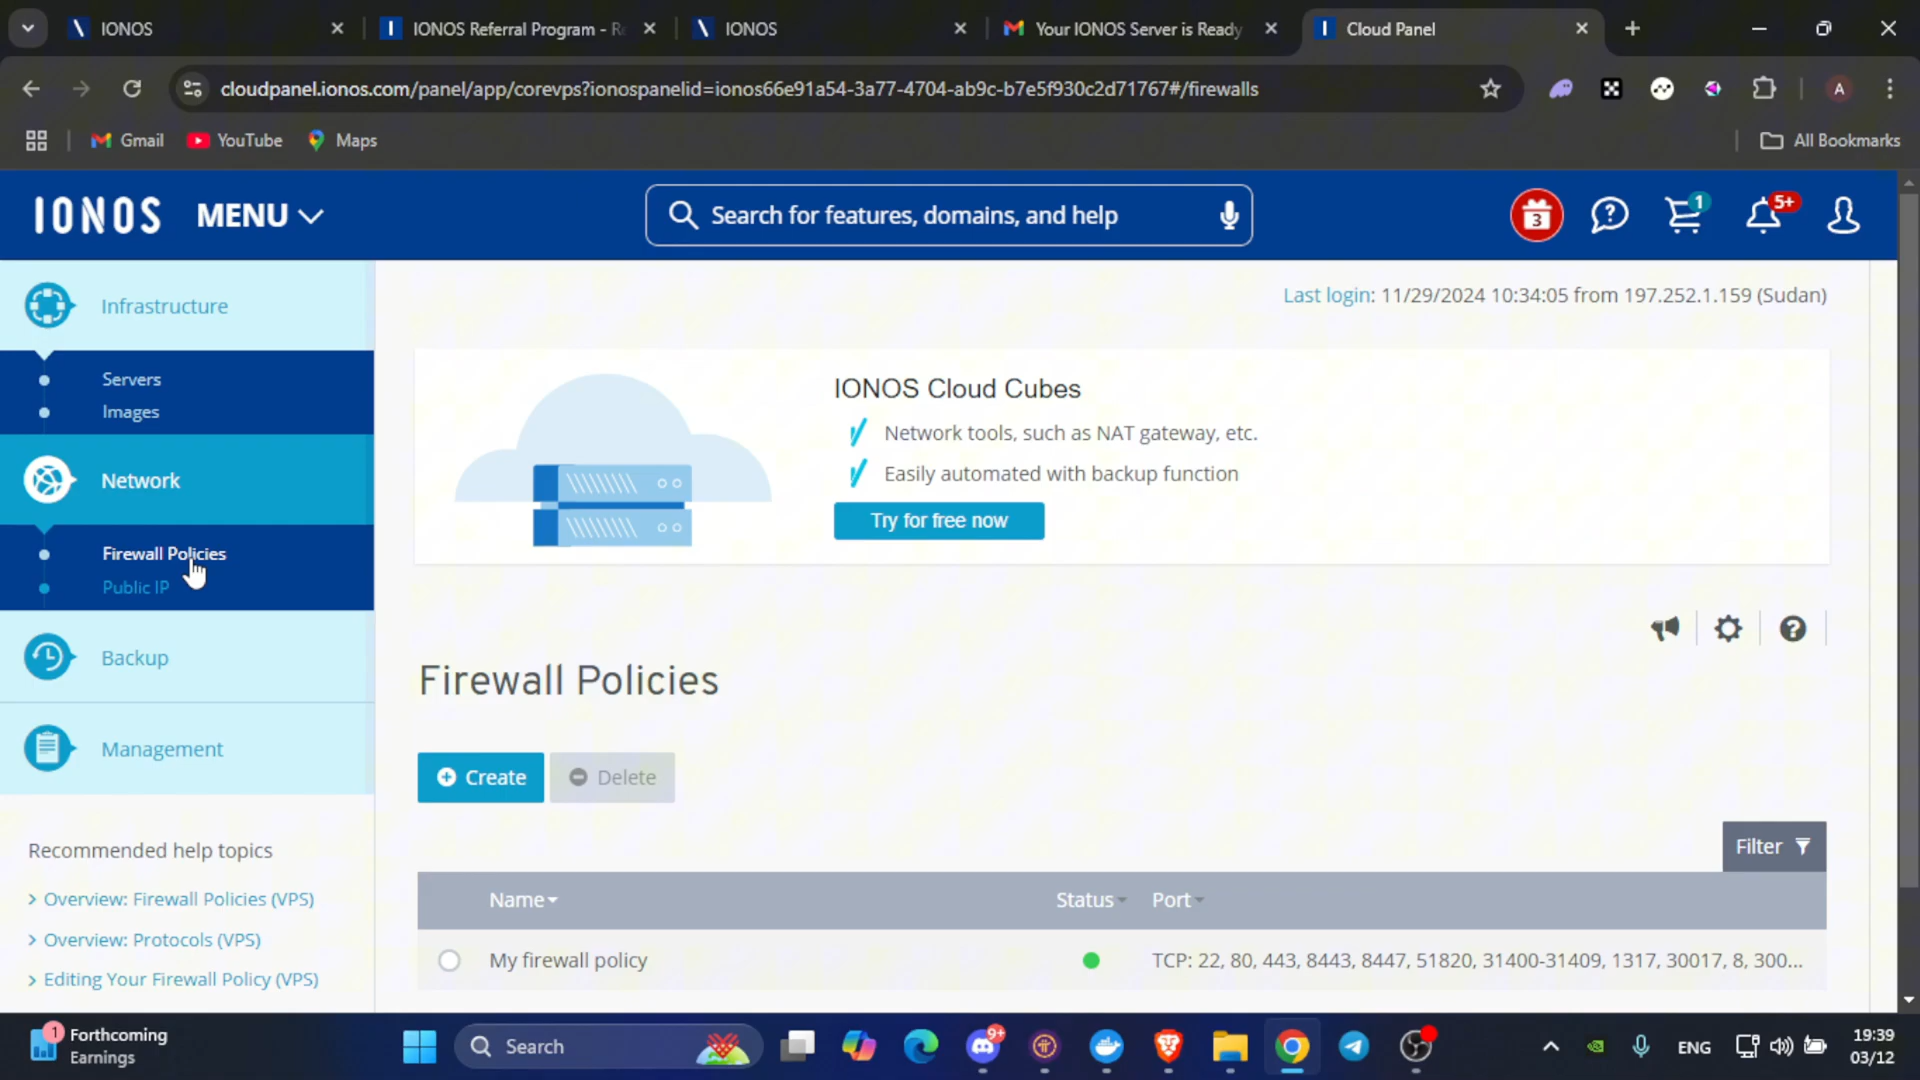 IONOS
IONOS Referral Program - R
IONOS
Your IONOS Server is Ready
Cloud Panel
cloudpanel.ionos.com/panel/app/corevps?ionospanelid=ionos66e91a54-3a77-4704-ab9c-b7e5f930c2d71767#/firewalls
A
Gmail
YouTube
Maps
All Bookmarks
IONOS
MENU
Search for features, domains, and help
3
1
5+
Infrastructure
Servers
Images
Network
Firewall Policies
Public IP
Backup
Management
Recommended help topics
> Overview: Firewall Policies (VPS)
> Overview: Protocols (VPS)
> Editing Your Firewall Policy (VPS)
Last login: 11/29/2024 10:34:05 from 197.252.1.159 (Sudan)
IONOS Cloud Cubes
Network tools, such as NAT gateway, etc.
Easily automated with backup function
Try for free now
Firewall Policies
Create
Delete
Filter
Name
Status
Port
My firewall policy
TCP: 22, 80, 443, 8443, 8447, 51820, 31400-31409, 1317, 30017, 8, 300...
1
Forthcoming
Earnings
Search
9+
ENG
19:39
03/12